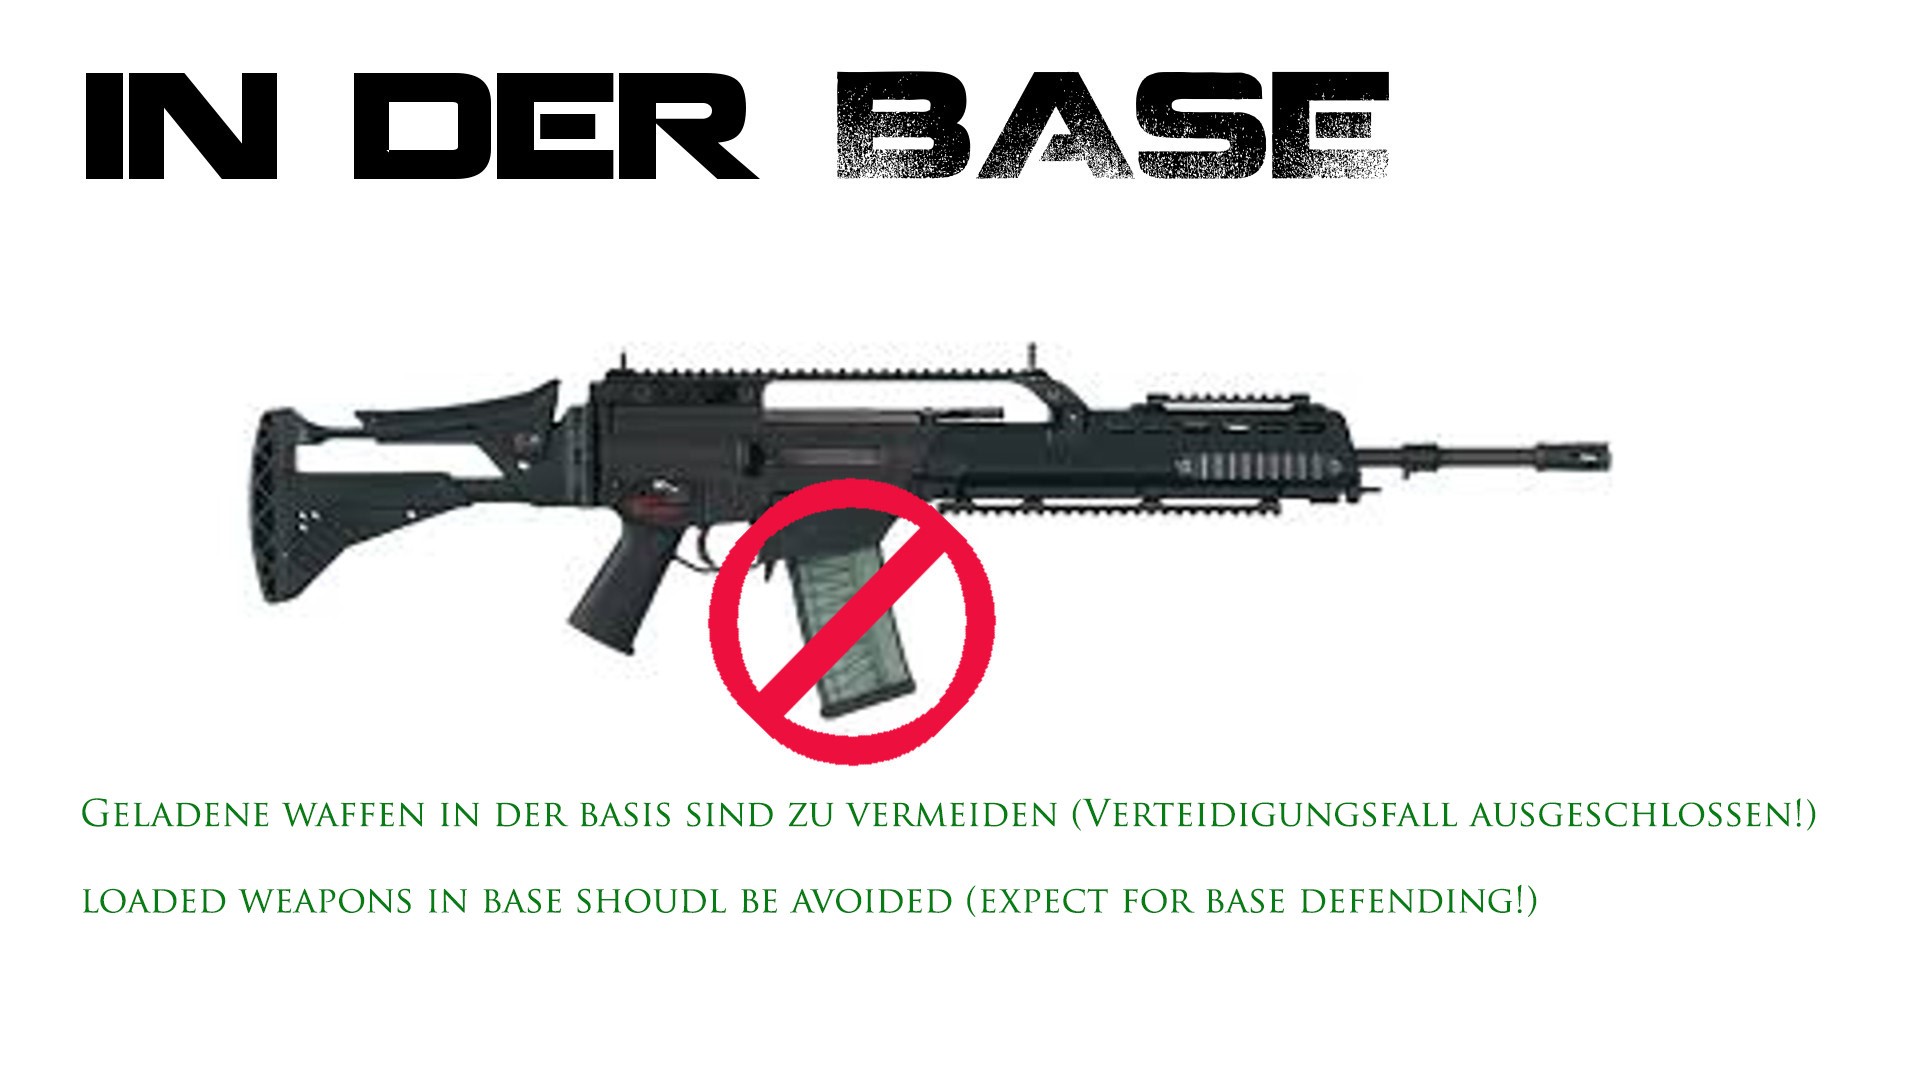 IN DER BASE
Geladene waffen in der basis sind zu vermeiden (Verteidigungsfall ausgeschlossen!)
loaded weapons in base shoudl be avoided (expect for base defending!)